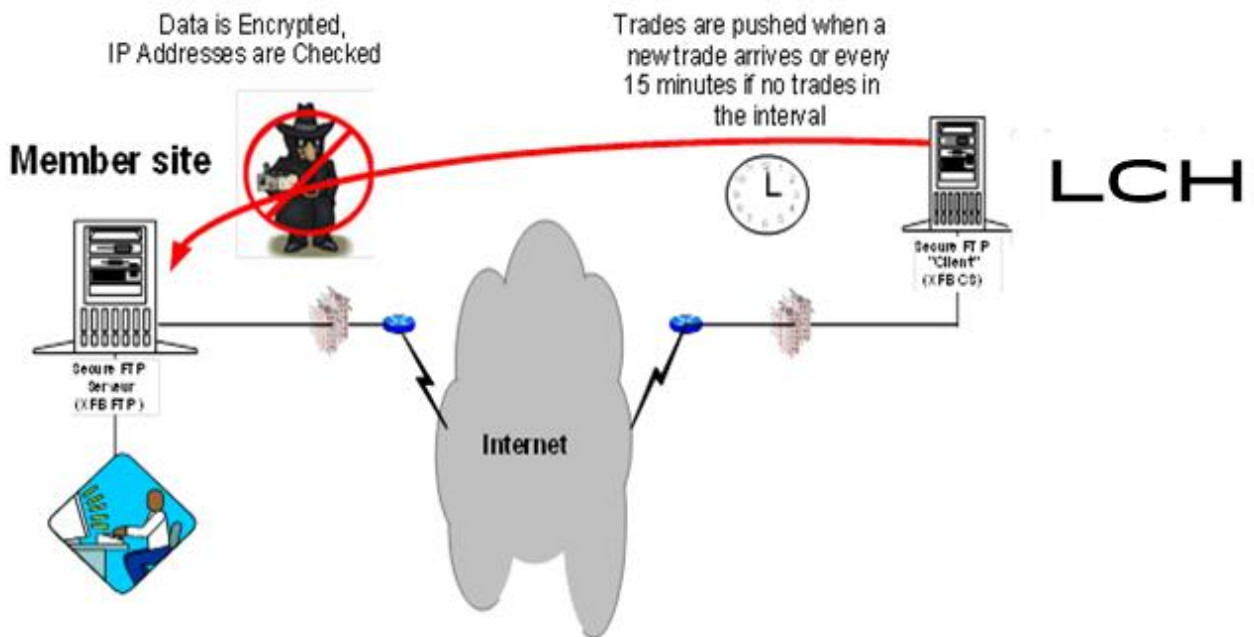 Data is Encrypted,
IP Addresses are Checked
Trades are pushed when a
new trade arrives or every
15 minutes if no trades in
the interval
Member site
LCH
Secure FTP
"Client"
(XFB CS)
Secure FTP
Serveur
(XFB FTP)
Internet